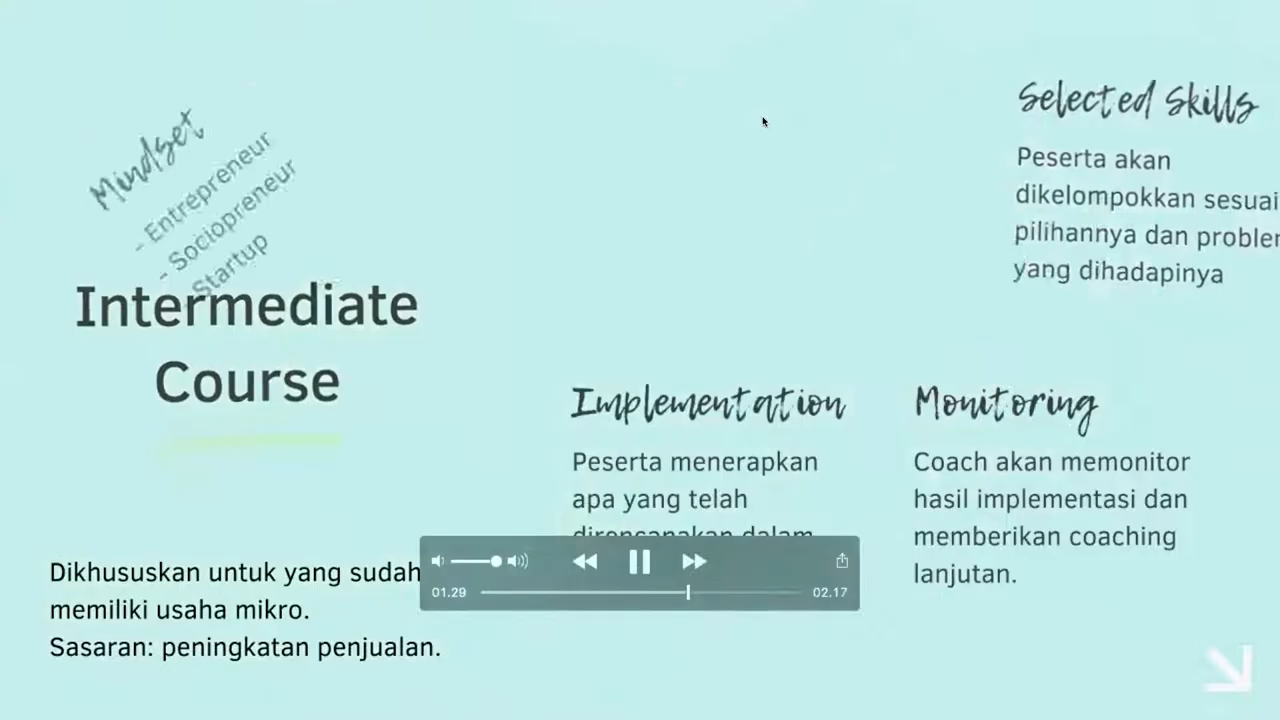 Mindset
- Entrepreneur
- Sociopreneur
- Startup
Intermediate
Course
Dikhususkan untuk yang sudah
memiliki usaha mikro.
Sasaran: peningkatan penjualan.
Selected Skills
Peserta akan
dikelompokkan sesuai
pilihannya dan
yang dihadapinya
Implementation
Peserta menerapkan
apa yang telah
direncanakan dalam
Monitoring
Coach akan memonitor
hasil implementasi dan
memberikan coaching
lanjutan.
01.29
02.17